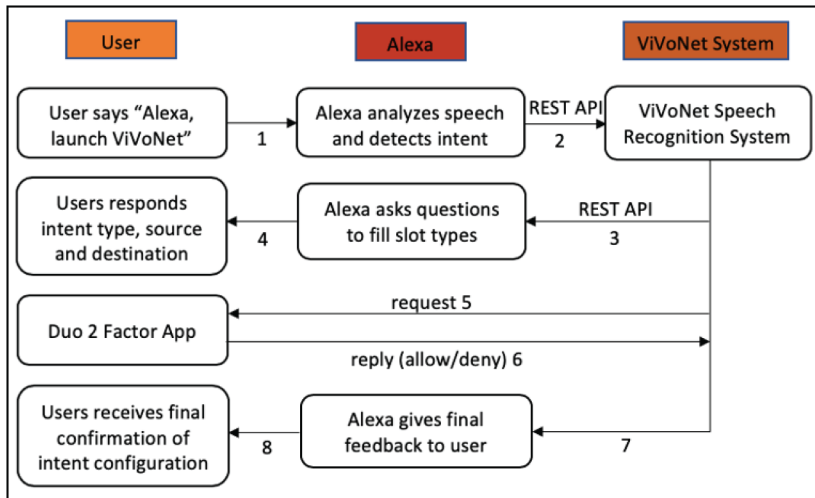 User
Alexa
ViVoNet System
User says “Alexa,
launch ViVoNet”
1
Alexa analyzes speech
and detects intent
REST API
2
ViVoNet Speech
Recognition System
Users responds
intent type, source
and destination
4
Alexa asks questions
to fill slot types
REST API
3
Duo 2 Factor App
request 5
reply (allow/deny) 6
Users receives final
confirmation of
intent configuration
8
Alexa gives final
feedback to user
7